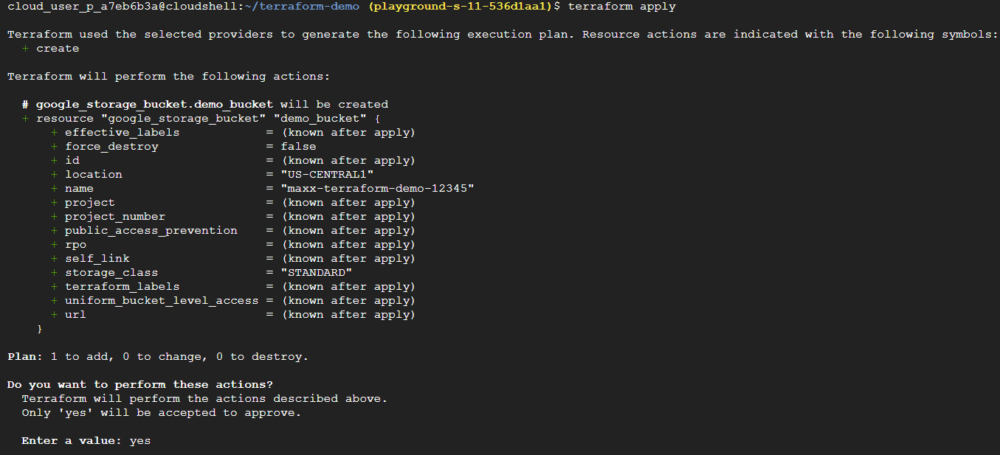 cloud_user_p_a7eb6b3a@cloudshell:~/terraform-demo (playground-s-11-536d1aa1)$ terraform apply
Terraform used the selected providers to generate the following execution plan. Resource actions are indicated with the following symbols:
+ create
Terraform will perform the following actions:
# google_storage_bucket.demo_bucket will be created
+ resource "google_storage_bucket" "demo_bucket" {
+ effective_labels = (known after apply)
+ force_destroy = false
+ id = (known after apply)
+ location = "US-CENTRAL1"
+ name = "maxx-terraform-demo-12345"
+ project = (known after apply)
+ project_number = (known after apply)
+ public_access_prevention = (known after apply)
+ rpo = (known after apply)
+ self_link = (known after apply)
+ storage_class = "STANDARD"
+ terraform_labels = (known after apply)
+ uniform_bucket_level_access = (known after apply)
+ url = (known after apply)
}
Plan: 1 to add, 0 to change, 0 to destroy.
Do you want to perform these actions?
Terraform will perform the actions described above.
Only 'yes' will be accepted to approve.
Enter a value: yes